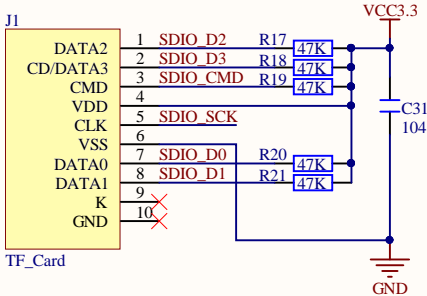 VCC3.3
J1
DATA2 1 SDIO_D2 R17 47K
CD/DATA3 2 SDIO_D3 R18 47K
CMD 3 SDIO_CMD R19 47K
VDD 4
CLK 5 SDIO_SCK
VSS 6
DATA0 7 SDIO_D0 R20 47K
DATA1 8 SDIO_D1 R21 47K
K 9
GND 10
C31
104
TF_Card
GND